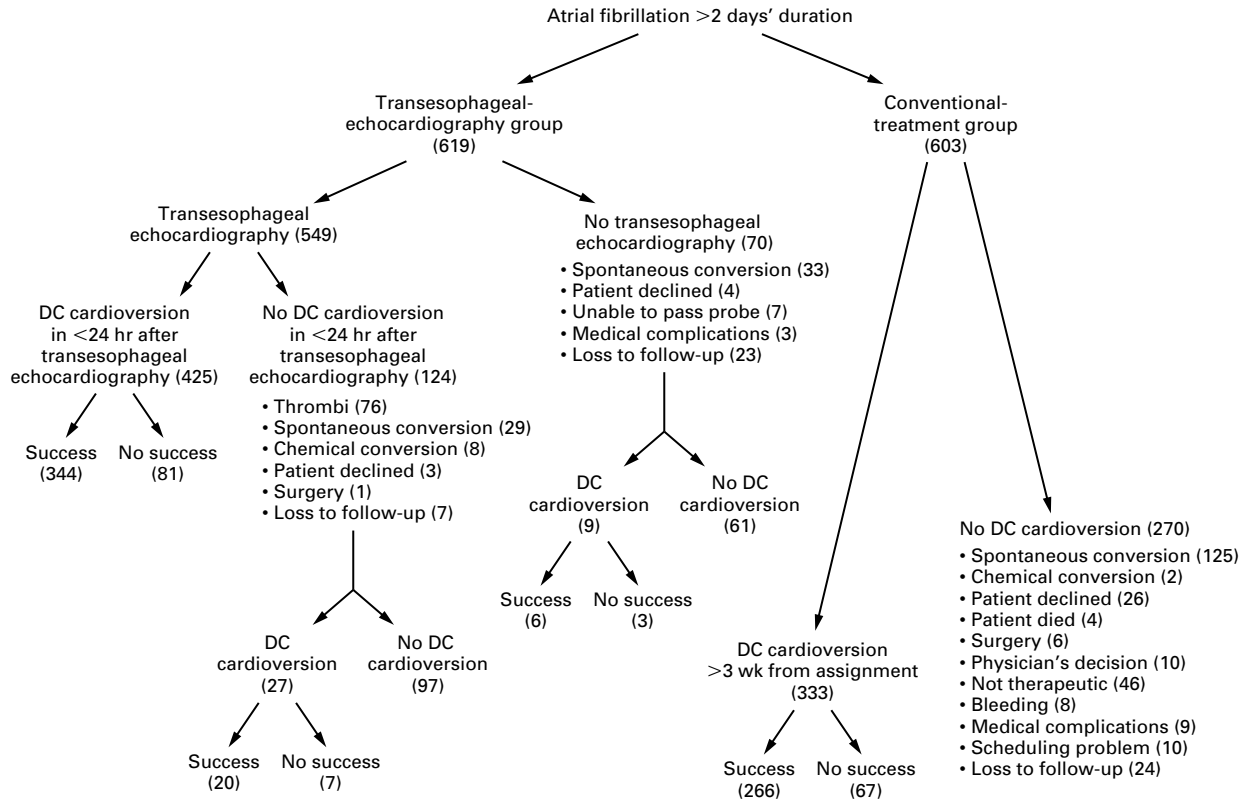 Atrial fibrillation >2 days’ duration
Transesophageal-
echocardiography group
(619)
Conventional-
treatment group
(603)
Transesophageal
echocardiography (549)
No transesophageal
echocardiography (70)
• Spontaneous conversion (33)
• Patient declined (4)
• Unable to pass probe (7)
• Medical complications (3)
• Loss to follow-up (23)
DC cardioversion
in <24 hr after
transesophageal
echocardiography (425)
No DC cardioversion
in <24 hr after
transesophageal
echocardiography (124)
• Thrombi (76)
• Spontaneous conversion (29)
• Chemical conversion (8)
• Patient declined (3)
• Surgery (1)
• Loss to follow-up (7)
Success
(344)
No success
(81)
DC
cardioversion
(9)
No DC
cardioversion
(61)
Success
(6)
No success
(3)
DC
cardioversion
(27)
No DC
cardioversion
(97)
Success
(20)
No success
(7)
DC cardioversion
>3 wk from assignment
(333)
Success
(266)
No success
(67)
No DC cardioversion (270)
• Spontaneous conversion (125)
• Chemical conversion (2)
• Patient declined (26)
• Patient died (4)
• Surgery (6)
• Physician’s decision (10)
• Not therapeutic (46)
• Bleeding (8)
• Medical complications (9)
• Scheduling problem (10)
• Loss to follow-up (24)